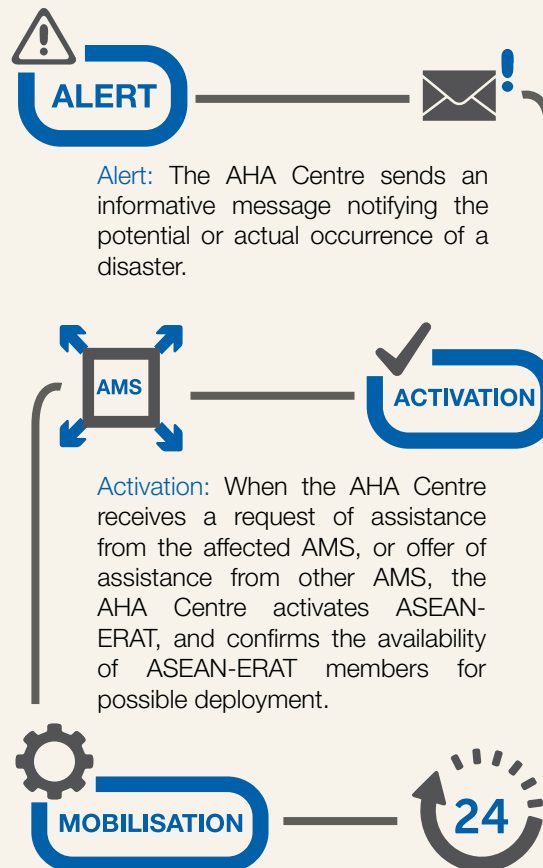 ALERT
Alert: The AHA Centre sends an
informative message notifying the
potential or actual occurrence of a
disaster.
AMS
ACTIVATION
Activation: When the AHA Centre
receives a request of assistance
from the affected AMS, or offer of
assistance from other AMS, the
AHA Centre activates ASEAN-
ERAT, and confirms the availability
of ASEAN-ERAT members for
possible deployment.
MOBILISATION
24